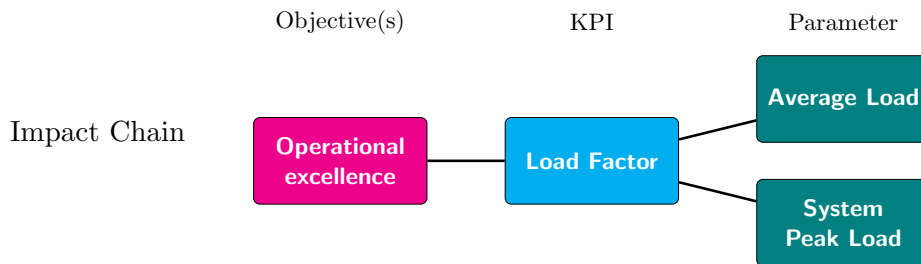 Objective(s)
KPI
Parameter
Impact Chain
Operational
excellence
Load Factor
Average Load
System
Peak Load